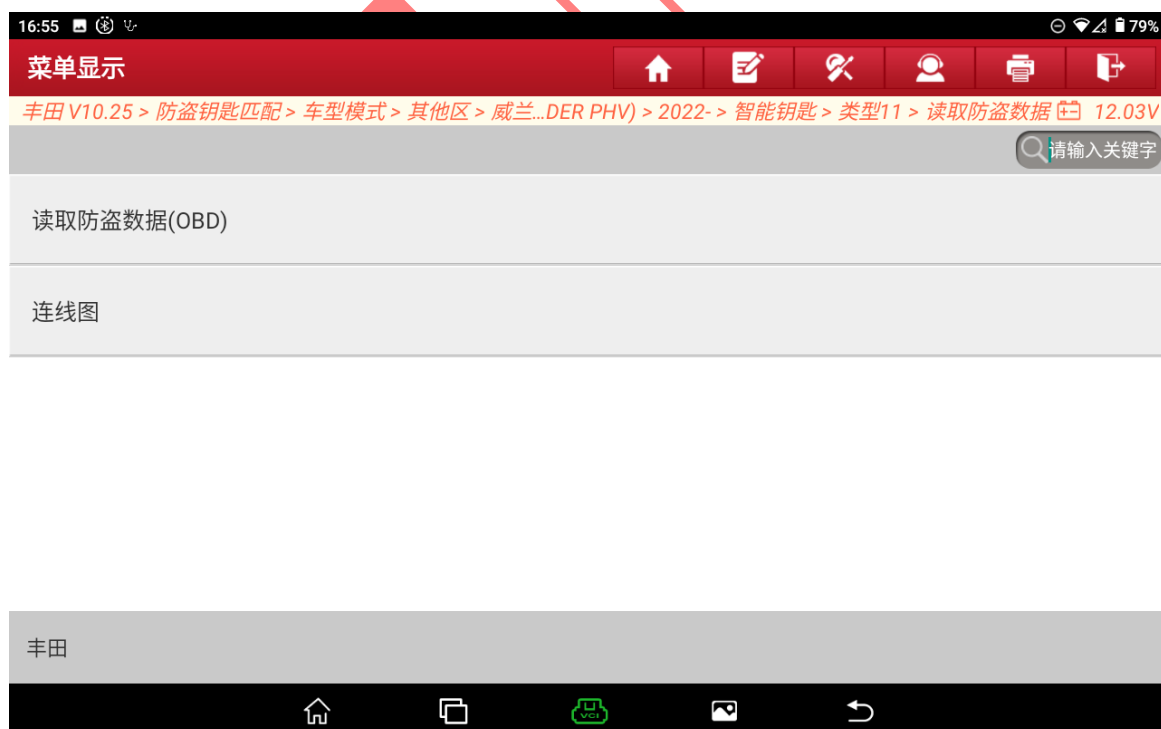 16:55
79%
菜单显示
丰田 V10.25 > 防盗钥匙匹配 > 车型模式 > 其他区 > 威兰...DER PHV) > 2022- > 智能钥匙 > 类型11 > 读取防盗数据 12.03V
请输入关键字
读取防盗数据(OBD)
连线图
丰田
VCI